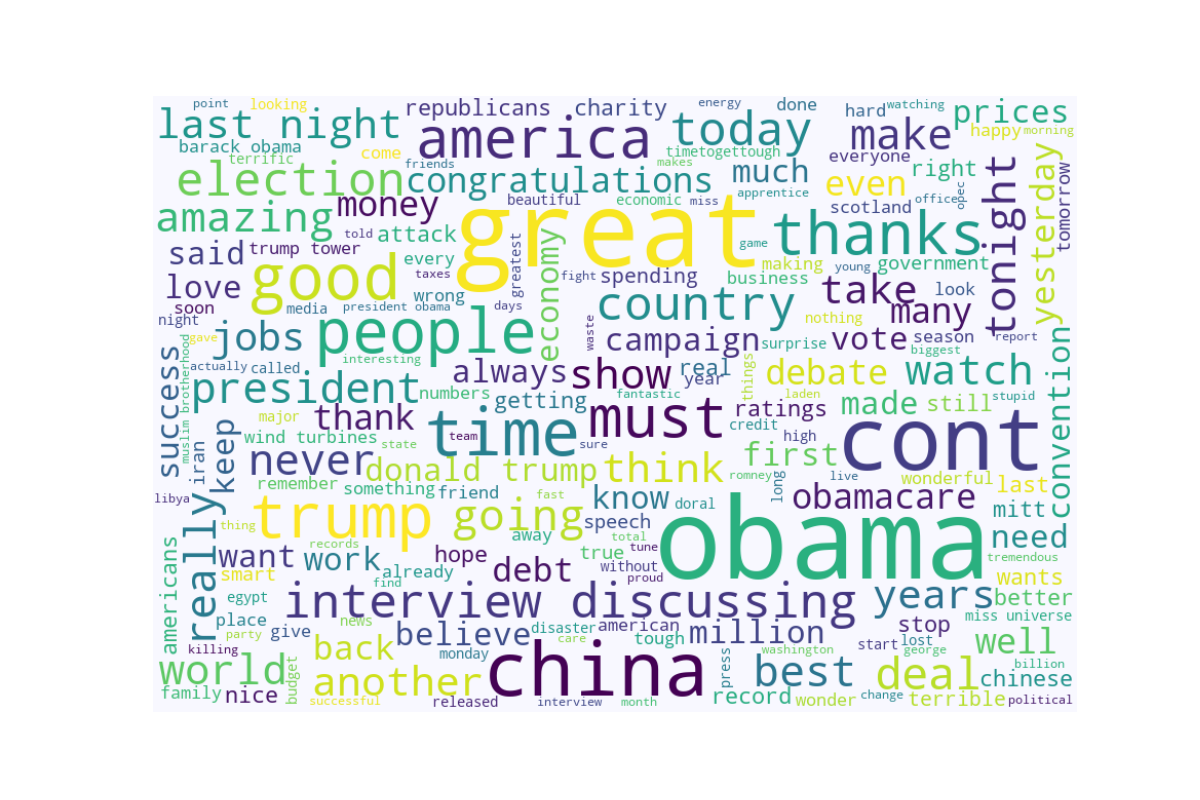 point
looking
republicans
charity
energy
done
hard
watching
prices
last night
america
today
make
happy
morning
barack obama
terrific
come
friends
timetogettough
makes
everyone
election
congratulations
much
even
right
tonight
yesterday
tomorrow
amazing
money
beautiful
economic
miss
apprentice
scotland
office
opec
great
thanks
said
trump tower
told
attack
game
every
taxes
greatest
economy
fight
spending
making
young
government
love
good
wrong
business
take
look
soon
media
president obama
days
country
nothing
many
night
jobs
people
waste
campaign
surprise
vote
season
report
gave
success
muslim brotherhood
actually
called
interesting
always
show
real
year
things
debate
biggest
watch
convention
president
numbers
getting
fantastic
laden
stupid
major
thank
time
must
ratings
credit
made
still
wind turbines
state
team
sure
high
first
cont
iran
keep
never
donald trump
think
romney
long
live
wonderful
last
libya
remember
something
friend
fast
know
doral
obamacare
mitt
really
thing
trump
going
speech
obama
need
americans
records
away
total
tune
want
work
hope
true
without
tremendous
smart
already
debt
proud
wants
find
egypt
interview discussing
years
better
place
news
disaster
american
stop
miss universe
party
give
believe
care
tough
million
start
lost
well
killing
back
monday
washington
george
world
another
china
press
best
deal
billion
chinese
family
nice
budget
successful
released
interview
month
record
wonder
change
terrible
political